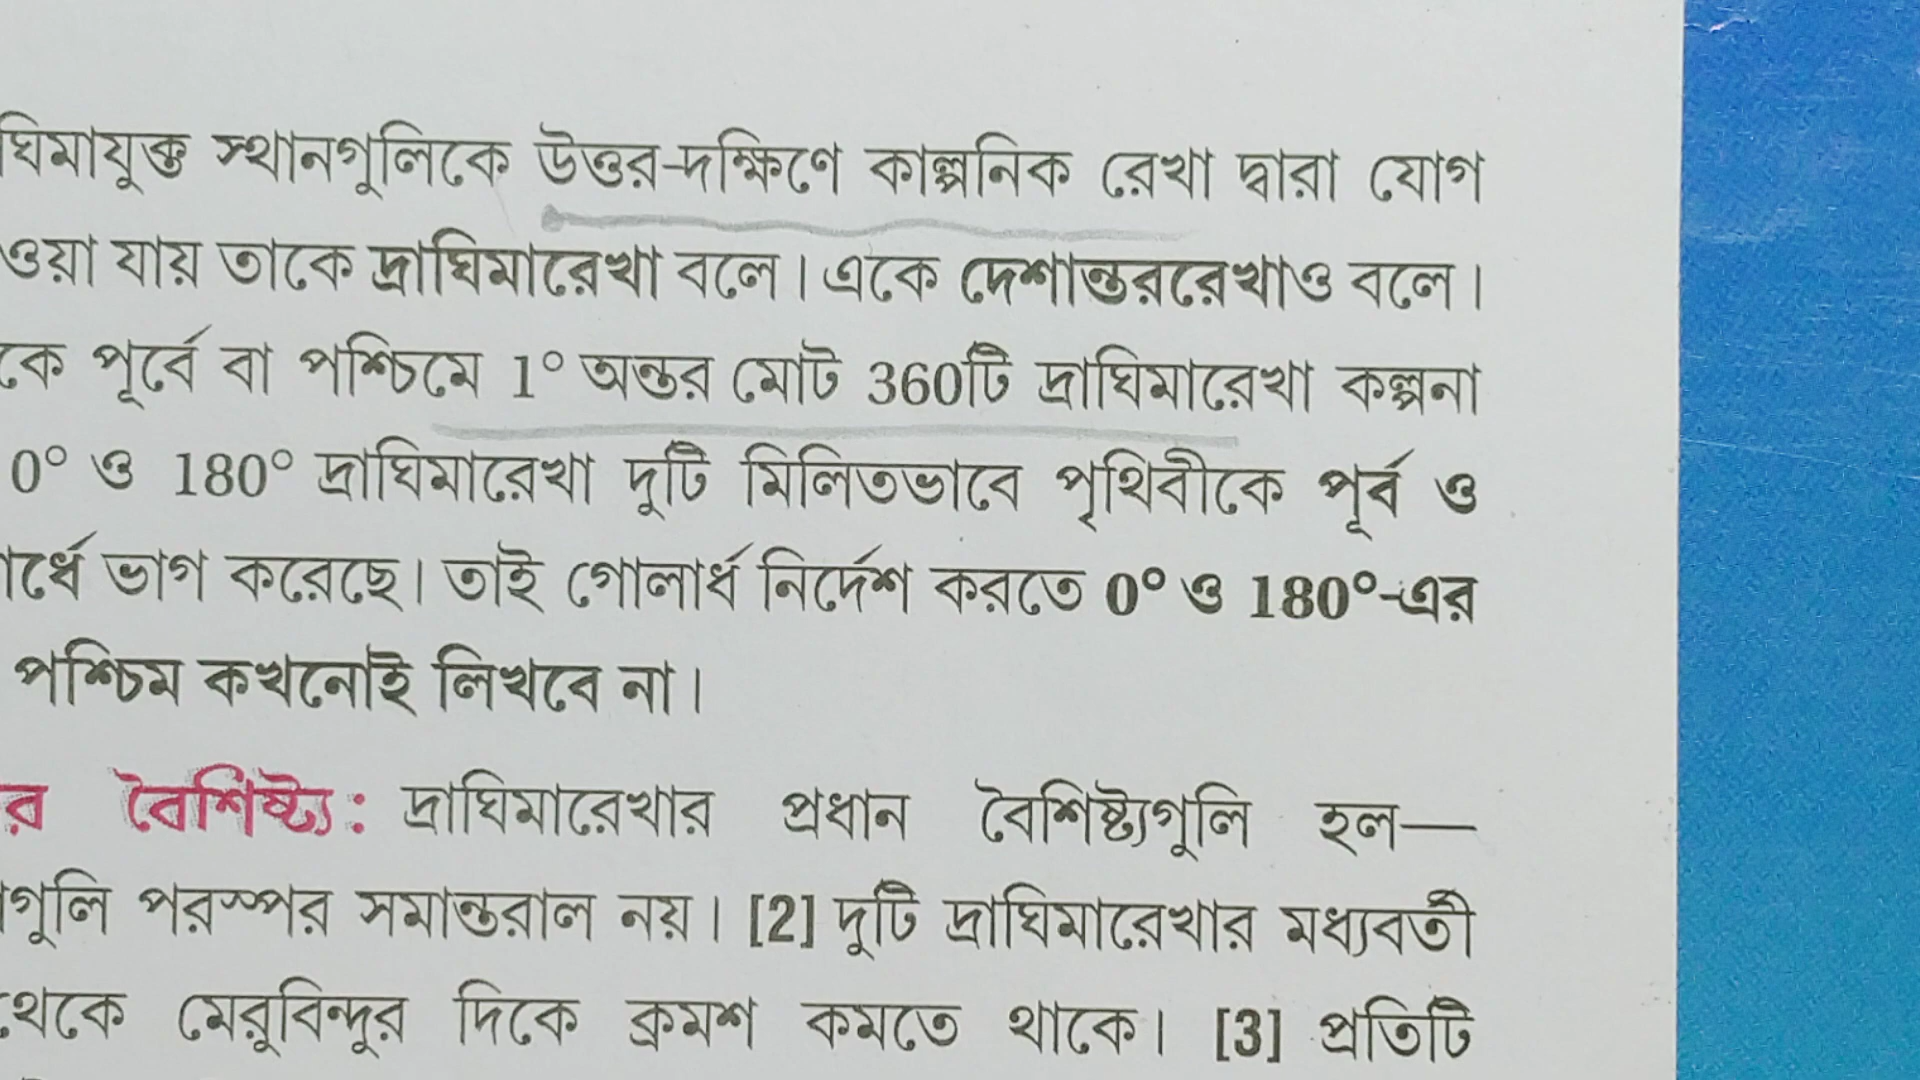 ঘিমাযুক্ত স্থানগুলিকে উত্তর-দক্ষিণে কাল্পনিক রেখা দ্বারা যোগ
ওয়া যায় তাকে দ্রাঘিমারেখা বলে। একে দেশান্তররেখাও বলে।
কে পূর্বে বা পশ্চিমে 1° অন্তর মোট 360টি দ্রাঘিমারেখা কল্পনা
0° ও 180° দ্রাঘিমারেখা দুটি মিলিতভাবে পৃথিবীকে পূর্ব ও
ার্ধে ভাগ করেছে। তাই গোলার্ধ নির্দেশ করতে 0° ও 180°-এর
পশ্চিম কখনোই লিখবে না।
র বৈশিষ্ট্য: দ্রাঘিমারেখার প্রধান বৈশিষ্ট্যগুলি হল—
গুলি পরস্পর সমান্তরাল নয়। [2] দুটি দ্রাঘিমারেখার মধ্যবর্তী
থেকে মেরুবিন্দুর দিকে ক্রমশ কমতে থাকে। [3] প্রতিটি